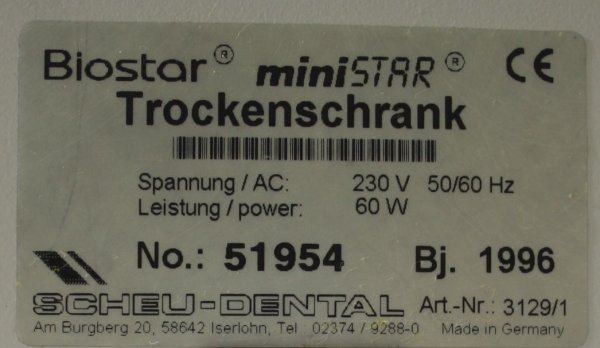 Biostar® miniSTAR® CE
Trockenschrank
Spannung / AC: 230 V 50/60 Hz
Leistung / power: 60 W
No.: 51954 Bj. 1996
SCHEU-DENTAL Art.-Nr.: 3129/1
Am Burgberg 20, 58642 Iserlohn, Tel 02374 / 9288-0 Made in Germany